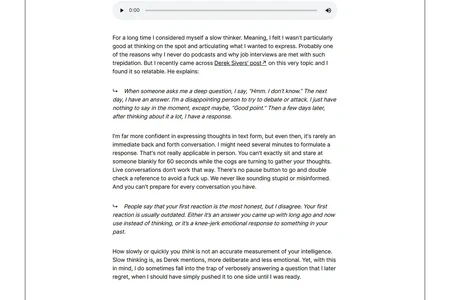 0:00
For a long time I considered myself a slow thinker. Meaning, I felt I wasn't particularly
good at thinking on the spot and articulating what I wanted to express. Probably one
of the reasons why I never do podcasts and why job interviews are met with such
trepidation. But I recently came across Derek Sivers' post ↗ on this very topic and I
found it so relatable. He explains:
↪ When someone asks me a deep question, I say, "Hmm. I don't know." The next
day, I have an answer. I'm a disappointing person to try to debate or attack. I just have
nothing to say in the moment, except maybe, "Good point." Then a few days later,
after thinking about it a lot, I have a response.
I'm far more confident in expressing thoughts in text form, but even then, it's rarely an
immediate back and forth conversation. I might need several minutes to formulate a
response. That's not really applicable in person. You can't exactly sit and stare at
someone blankly for 60 seconds while the cogs are turning to gather your thoughts.
Live conversations don't work that way. There's no pause button to go and double
check a reference to avoid a fuck up. We never like sounding stupid or misinformed.
And you can't prepare for every conversation you have.
↪ People say that your first reaction is the most honest, but I disagree. Your first
reaction is usually outdated. Either it's an answer you came up with long ago and now
use instead of thinking, or it's a knee-jerk emotional response to something in your
past.
How slowly or quickly you think is not an accurate measurement of your intelligence.
Slow thinking is, as Derek mentions, more deliberate and less emotional. Yet, with this
in mind, I do sometimes fall into the trap of verbosely answering a question that I later
regret, when I should have simply pushed it to one side until I was ready.